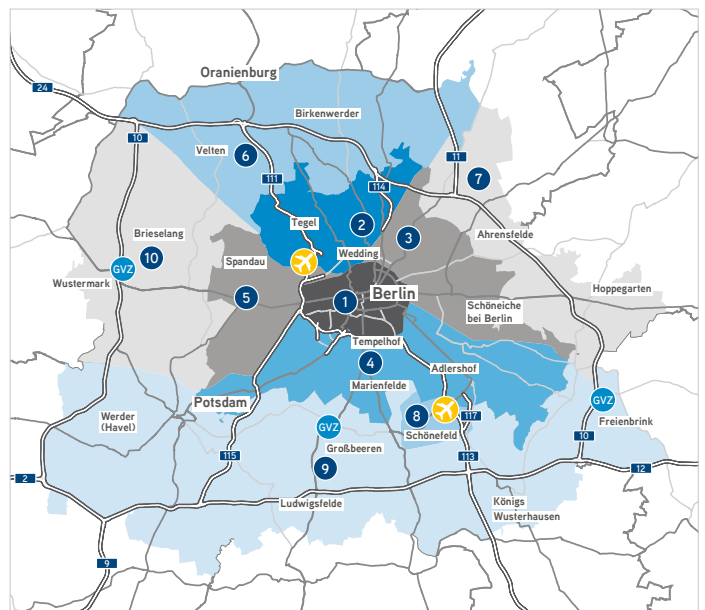 Oranienburg
24
Birkenwerder
10
Velten
6
11
111
114
7
2
Tegel
3
Brieselang
10
Wedding
Ahrensfelde
Spandau
GVZ
Wustermark
Hoppegarten
5
1
Berlin
Schöneiche
bei Berlin
Tempelhof
4
Adlershof
Marienfelde
Potsdam
GVZ
Werder
(Havel)
8
117
Freienbrink
GVZ
Schönefeld
10
Großbeeren
115
113
9
12
2
Ludwigsfelde
Königs
Wusterhausen
9